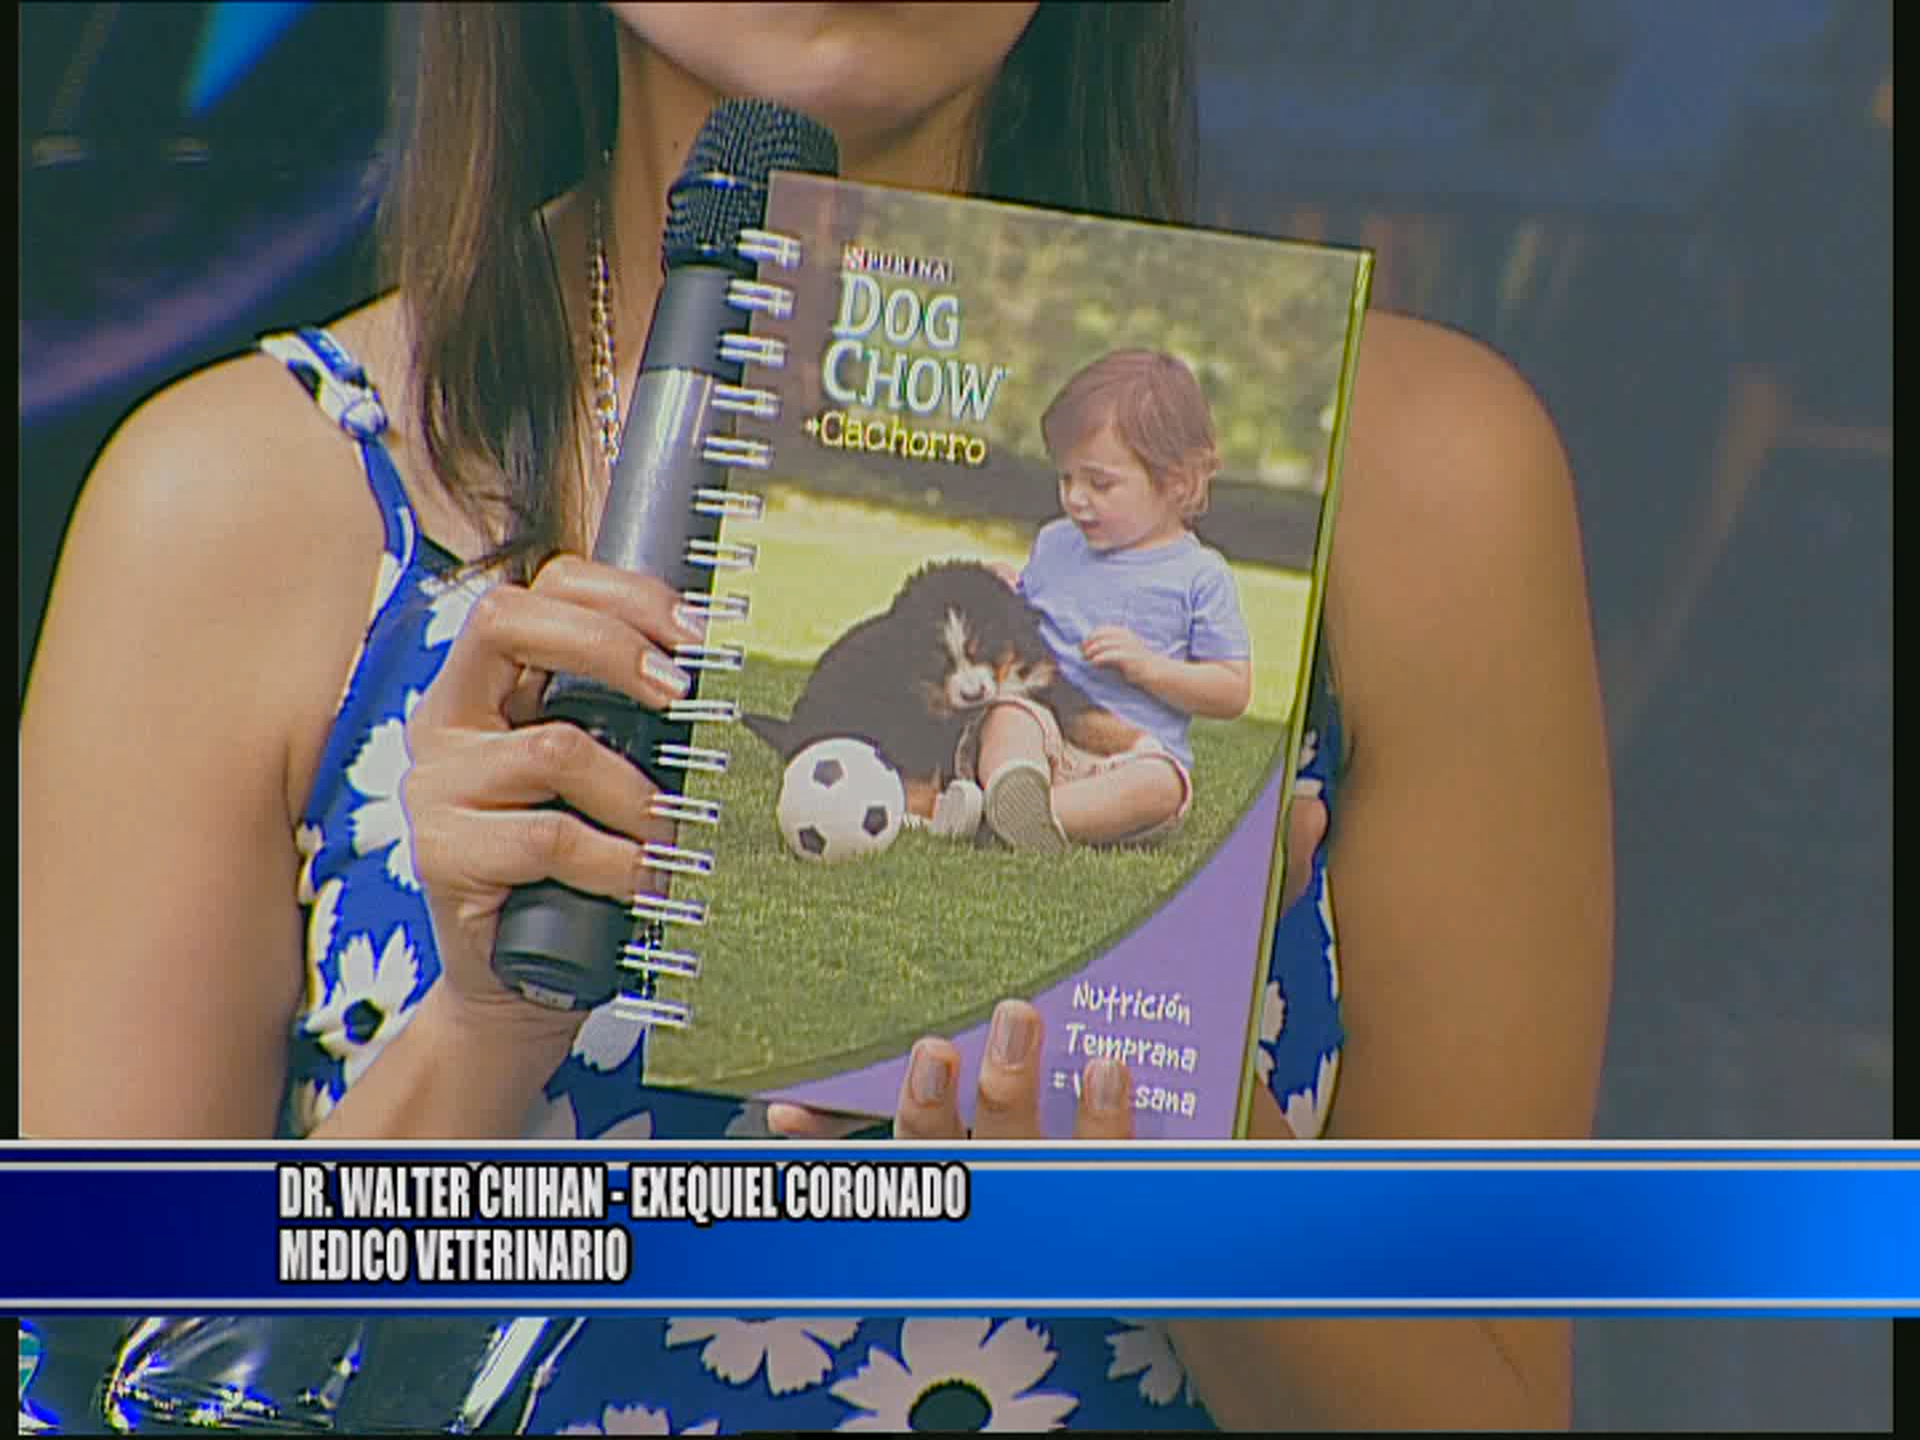 PURINA
DOG
CHOW
+Cachorro
Nutrición
Temprana
= sana
DR. WALTER CHIHAN - EXEQUIEL CORONADO
MEDICO VETERINARIO